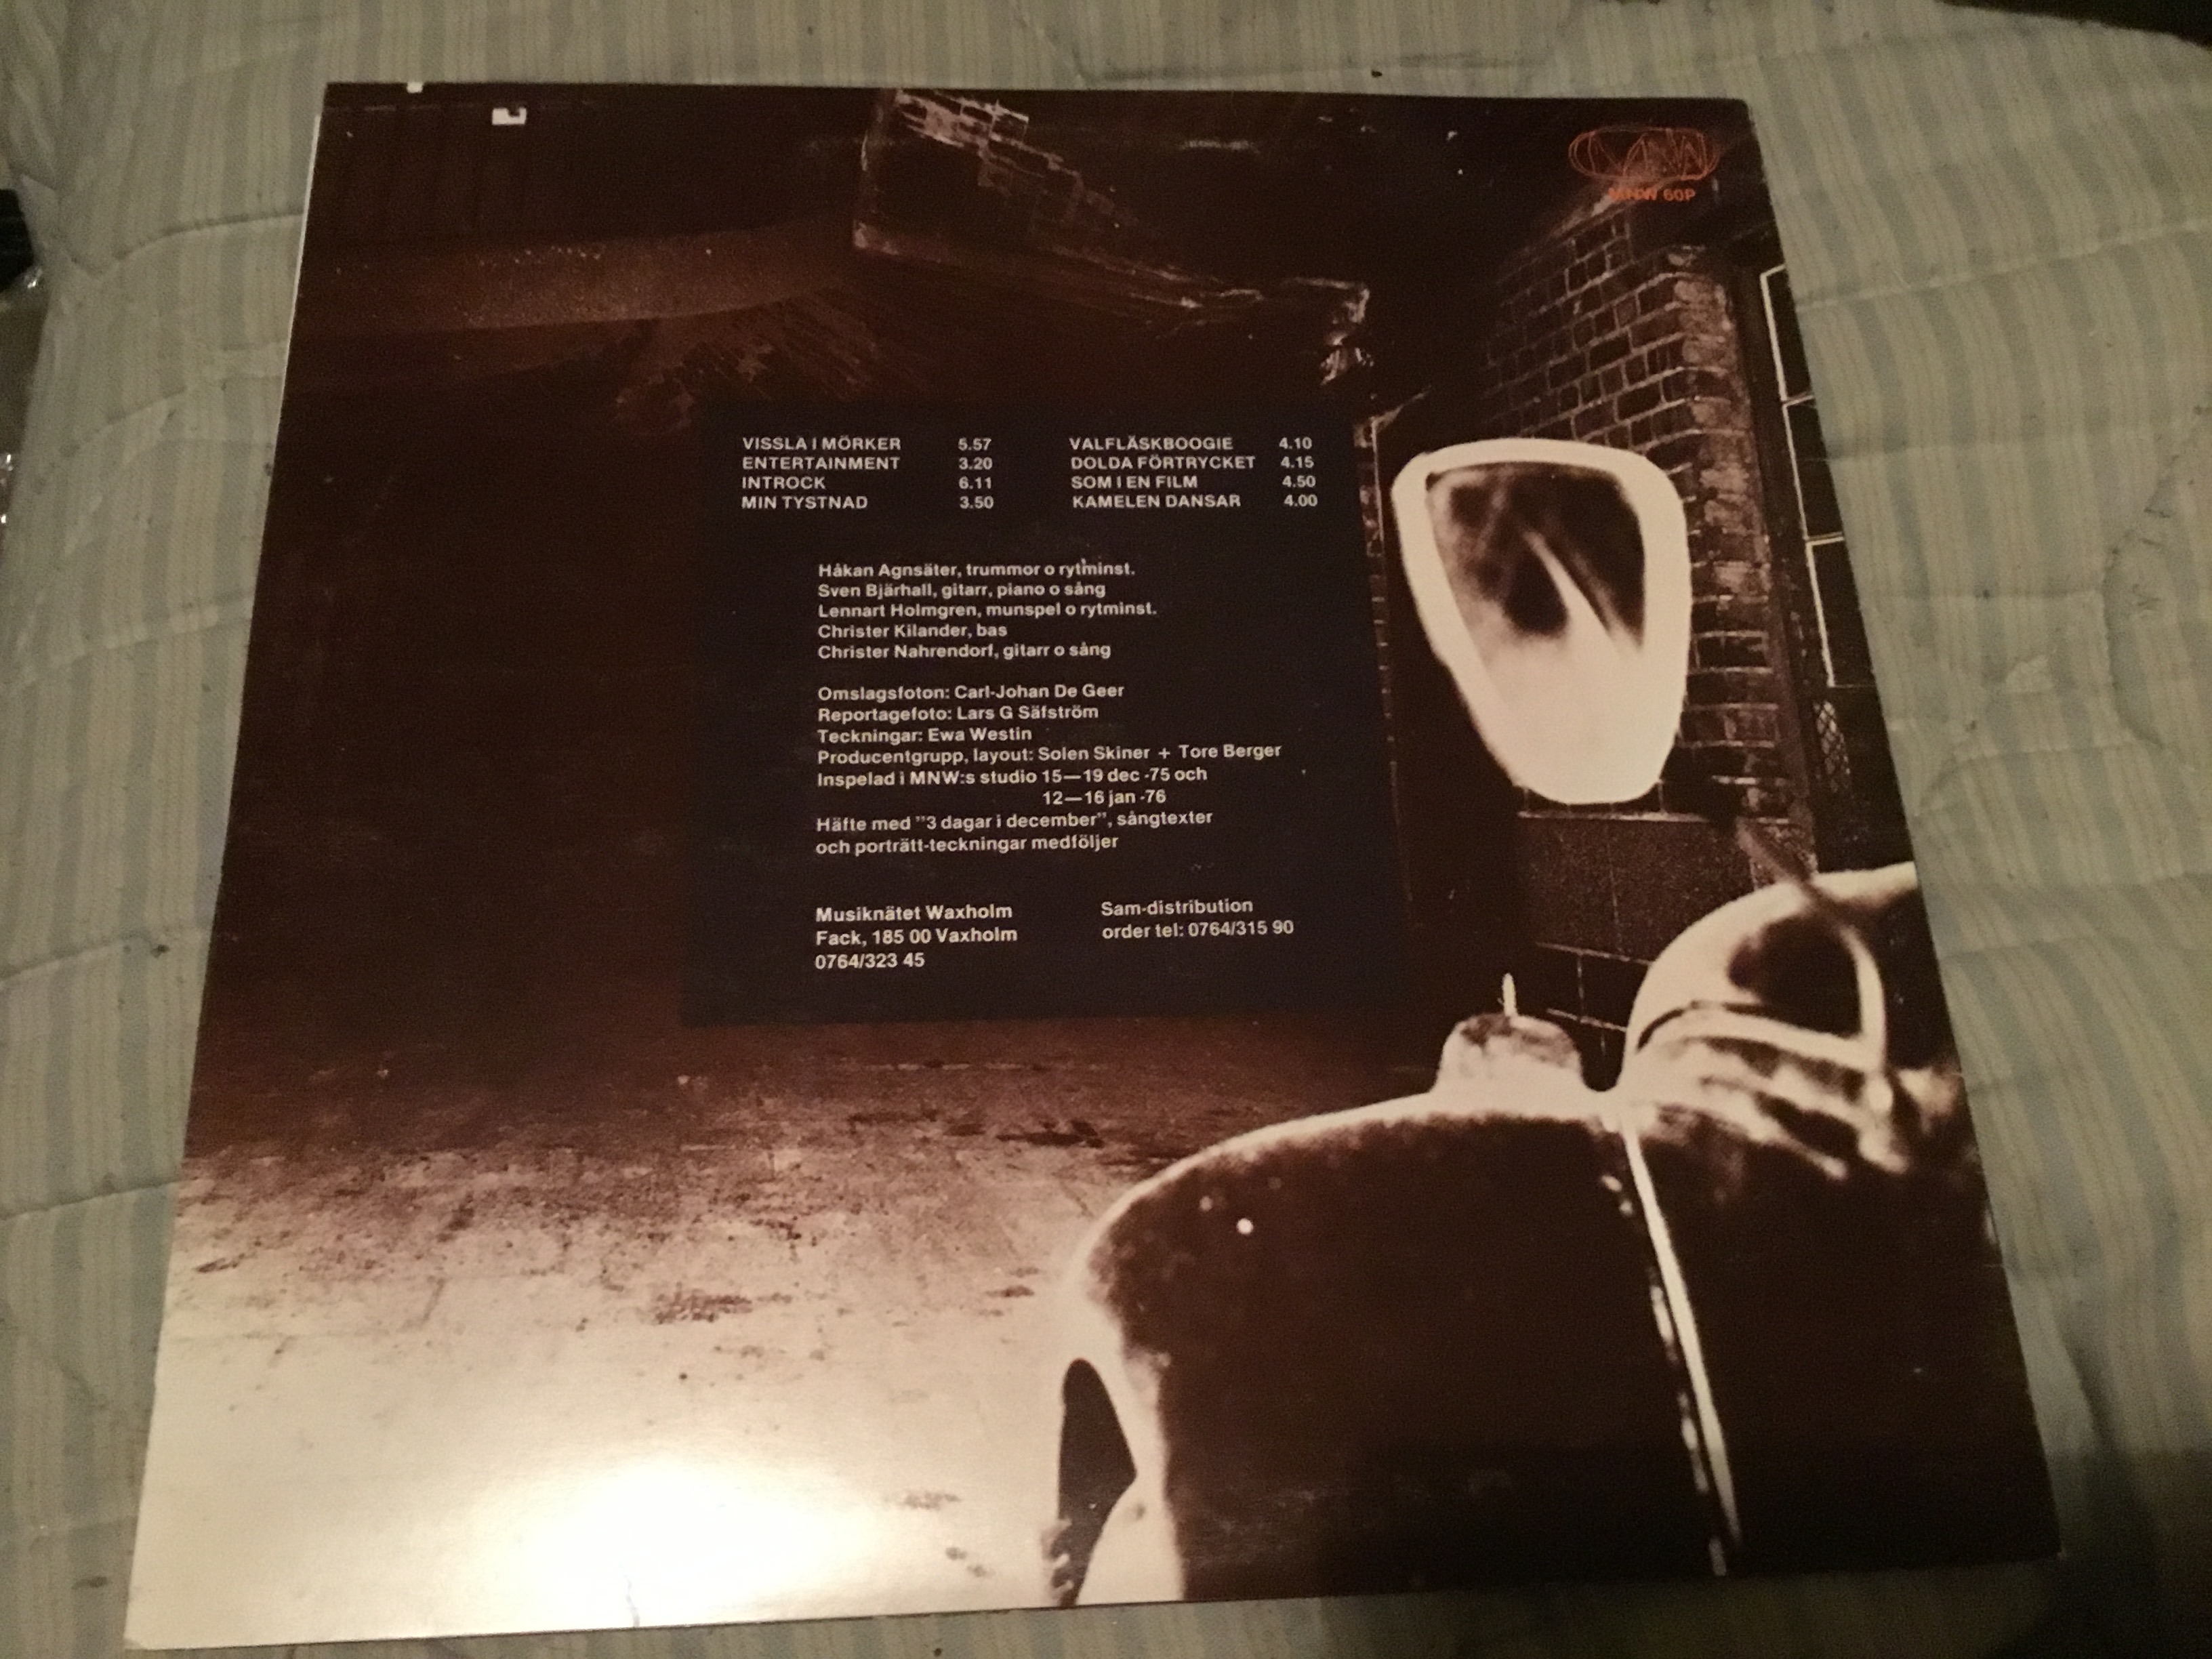 MNW
MNW 60P
VISSLA I MÖRKER 5.57
ENTERTAINMENT 3.20
INTROCK 6.11
MIN TYSTNAD 3.50
VALFLÄSKBOOGIE 4.10
DOLDA FÖRTRYCKET 4.15
SOM I EN FILM 4.50
KAMELEN DANSAR 4.00
Håkan Agnsäter, trummor o rytminst.
Sven Bjärhall, gitarr, piano o sång
Lennart Holmgren, munspel o rytminst.
Christer Kilander, bas
Christer Nahrendorf, gitarr o sång
Omslagsfoton: Carl-Johan De Geer
Reportagefoto: Lars G Säfström
Teckningar: Ewa Westin
Producentgrupp, layout: Solen Skiner + Tore Berger
Inspelad i MNW:s studio 15—19 dec -75 och
12—16 jan -76
Häfte med "3 dagar i december", sångtexter
och porträtt-teckningar medföljer
Musiknätet Waxholm
Fack, 185 00 Vaxholm
0764/323 45
Sam-distribution
order tel: 0764/315 90